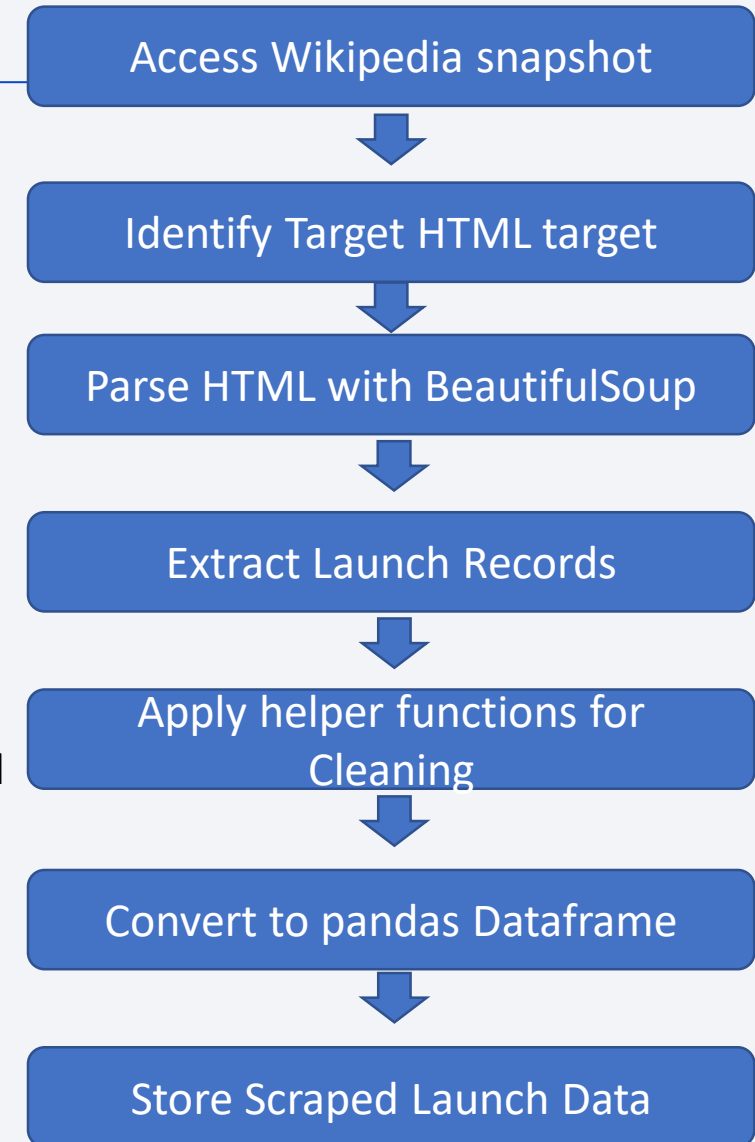 Access Wikipedia snapshot
Identify Target HTML target
Parse HTML with BeautifulSoup
Extract Launch Records
Apply helper functions for
Cleaning
Convert to pandas Dataframe
Store Scraped Launch Data